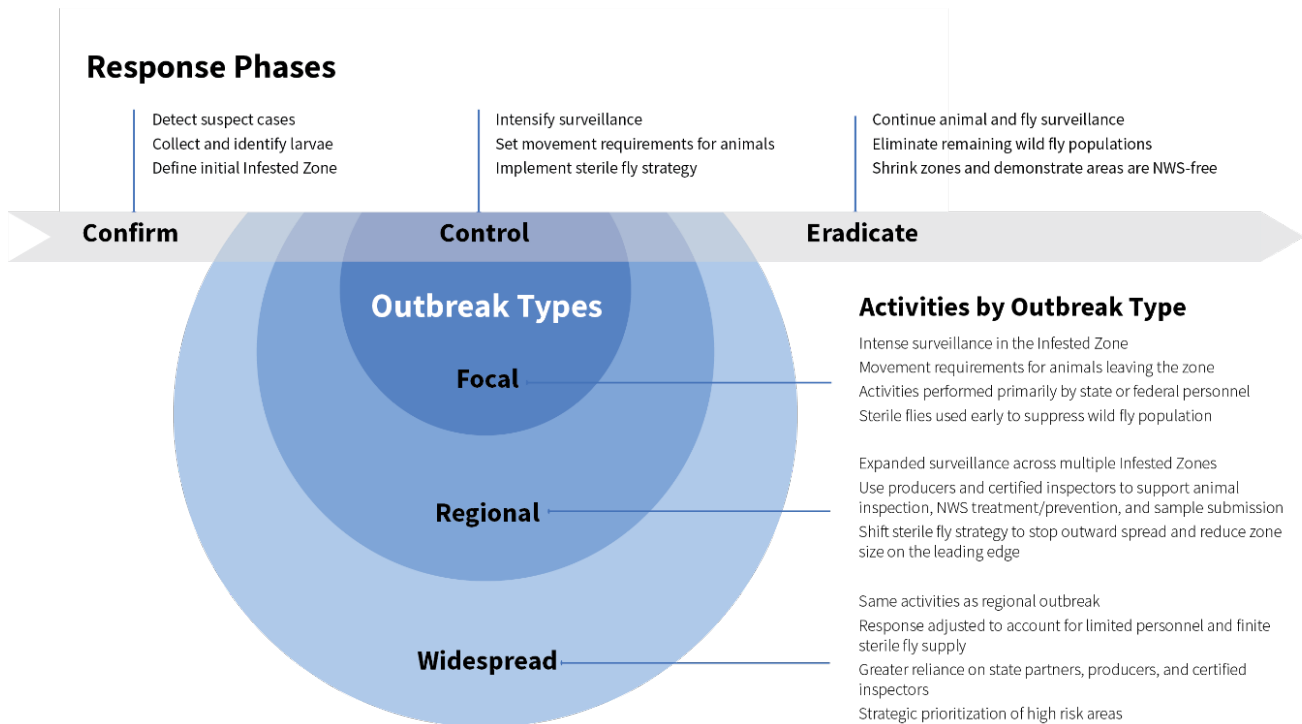 Response Phases
Detect suspect cases
Collect and identify larvae
Define initial Infested Zone
Intensify surveillance
Set movement requirements for animals
Implement sterile fly strategy
Continue animal and fly surveillance
Eliminate remaining wild fly populations
Shrink zones and demonstrate areas are NWS-free
Confirm
Control
Eradicate
Outbreak Types
Focal
Regional
Widespread
Activities by Outbreak Type
Intense surveillance in the Infested Zone
Movement requirements for animals leaving the zone
Activities performed primarily by state or federal personnel
Sterile flies used early to suppress wild fly population
Expanded surveillance across multiple Infested Zones
Use producers and certified inspectors to support animal
inspection, NWS treatment/prevention, and sample submission
Shift sterile fly strategy to stop outward spread and reduce zone
size on the leading edge
Same activities as regional outbreak
Response adjusted to account for limited personnel and finite
sterile fly supply
Greater reliance on state partners, producers, and certified
inspectors
Strategic prioritization of high risk areas